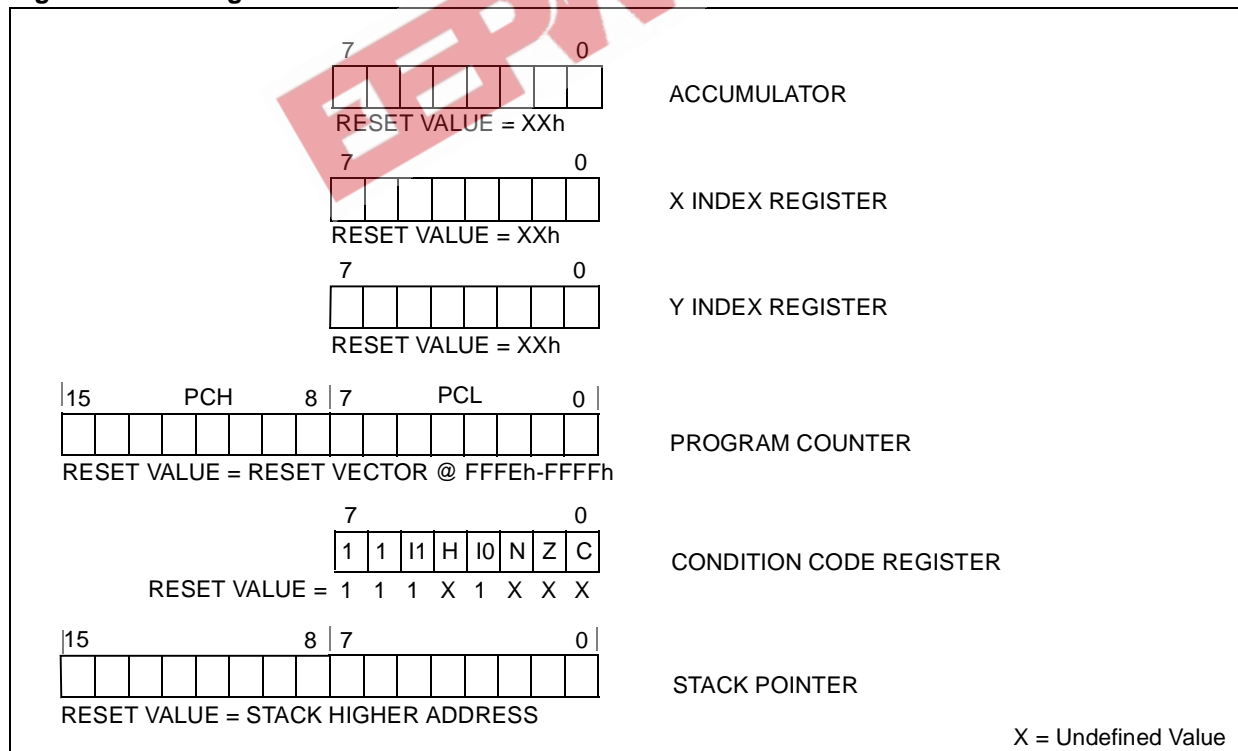 EEPW
7 0
ACCUMULATOR
RESET VALUE = XXh
7 0
X INDEX REGISTER
RESET VALUE = XXh
7 0
Y INDEX REGISTER
RESET VALUE = XXh
15 PCH 8 7 PCL 0
PROGRAM COUNTER
RESET VALUE = RESET VECTOR @ FFFEh-FFFFh
7 0
1 1 I1 H I0 N Z C
CONDITION CODE REGISTER
RESET VALUE = 1 1 1 X 1 X X X
15 8 7 0
STACK POINTER
RESET VALUE = STACK HIGHER ADDRESS
X = Undefined Value